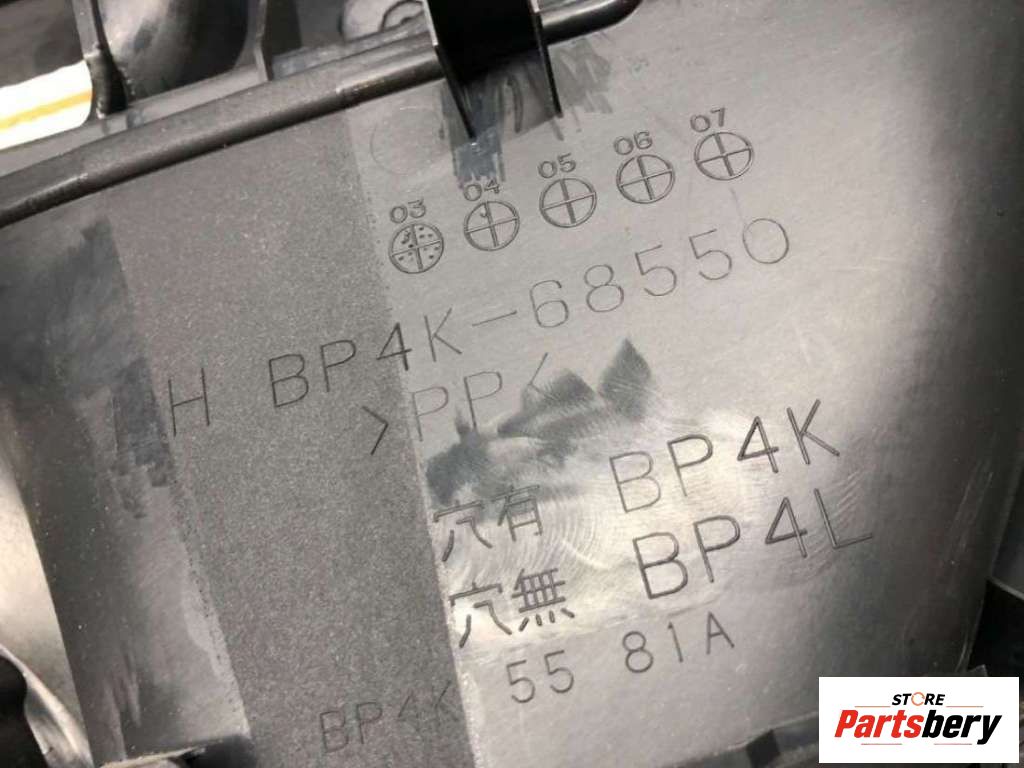 03 04 05 06 07
H BP4K-68550
>PP<
穴有 BP4K
穴無 BP4L
BP4K 55 81A
STORE
Partsbery